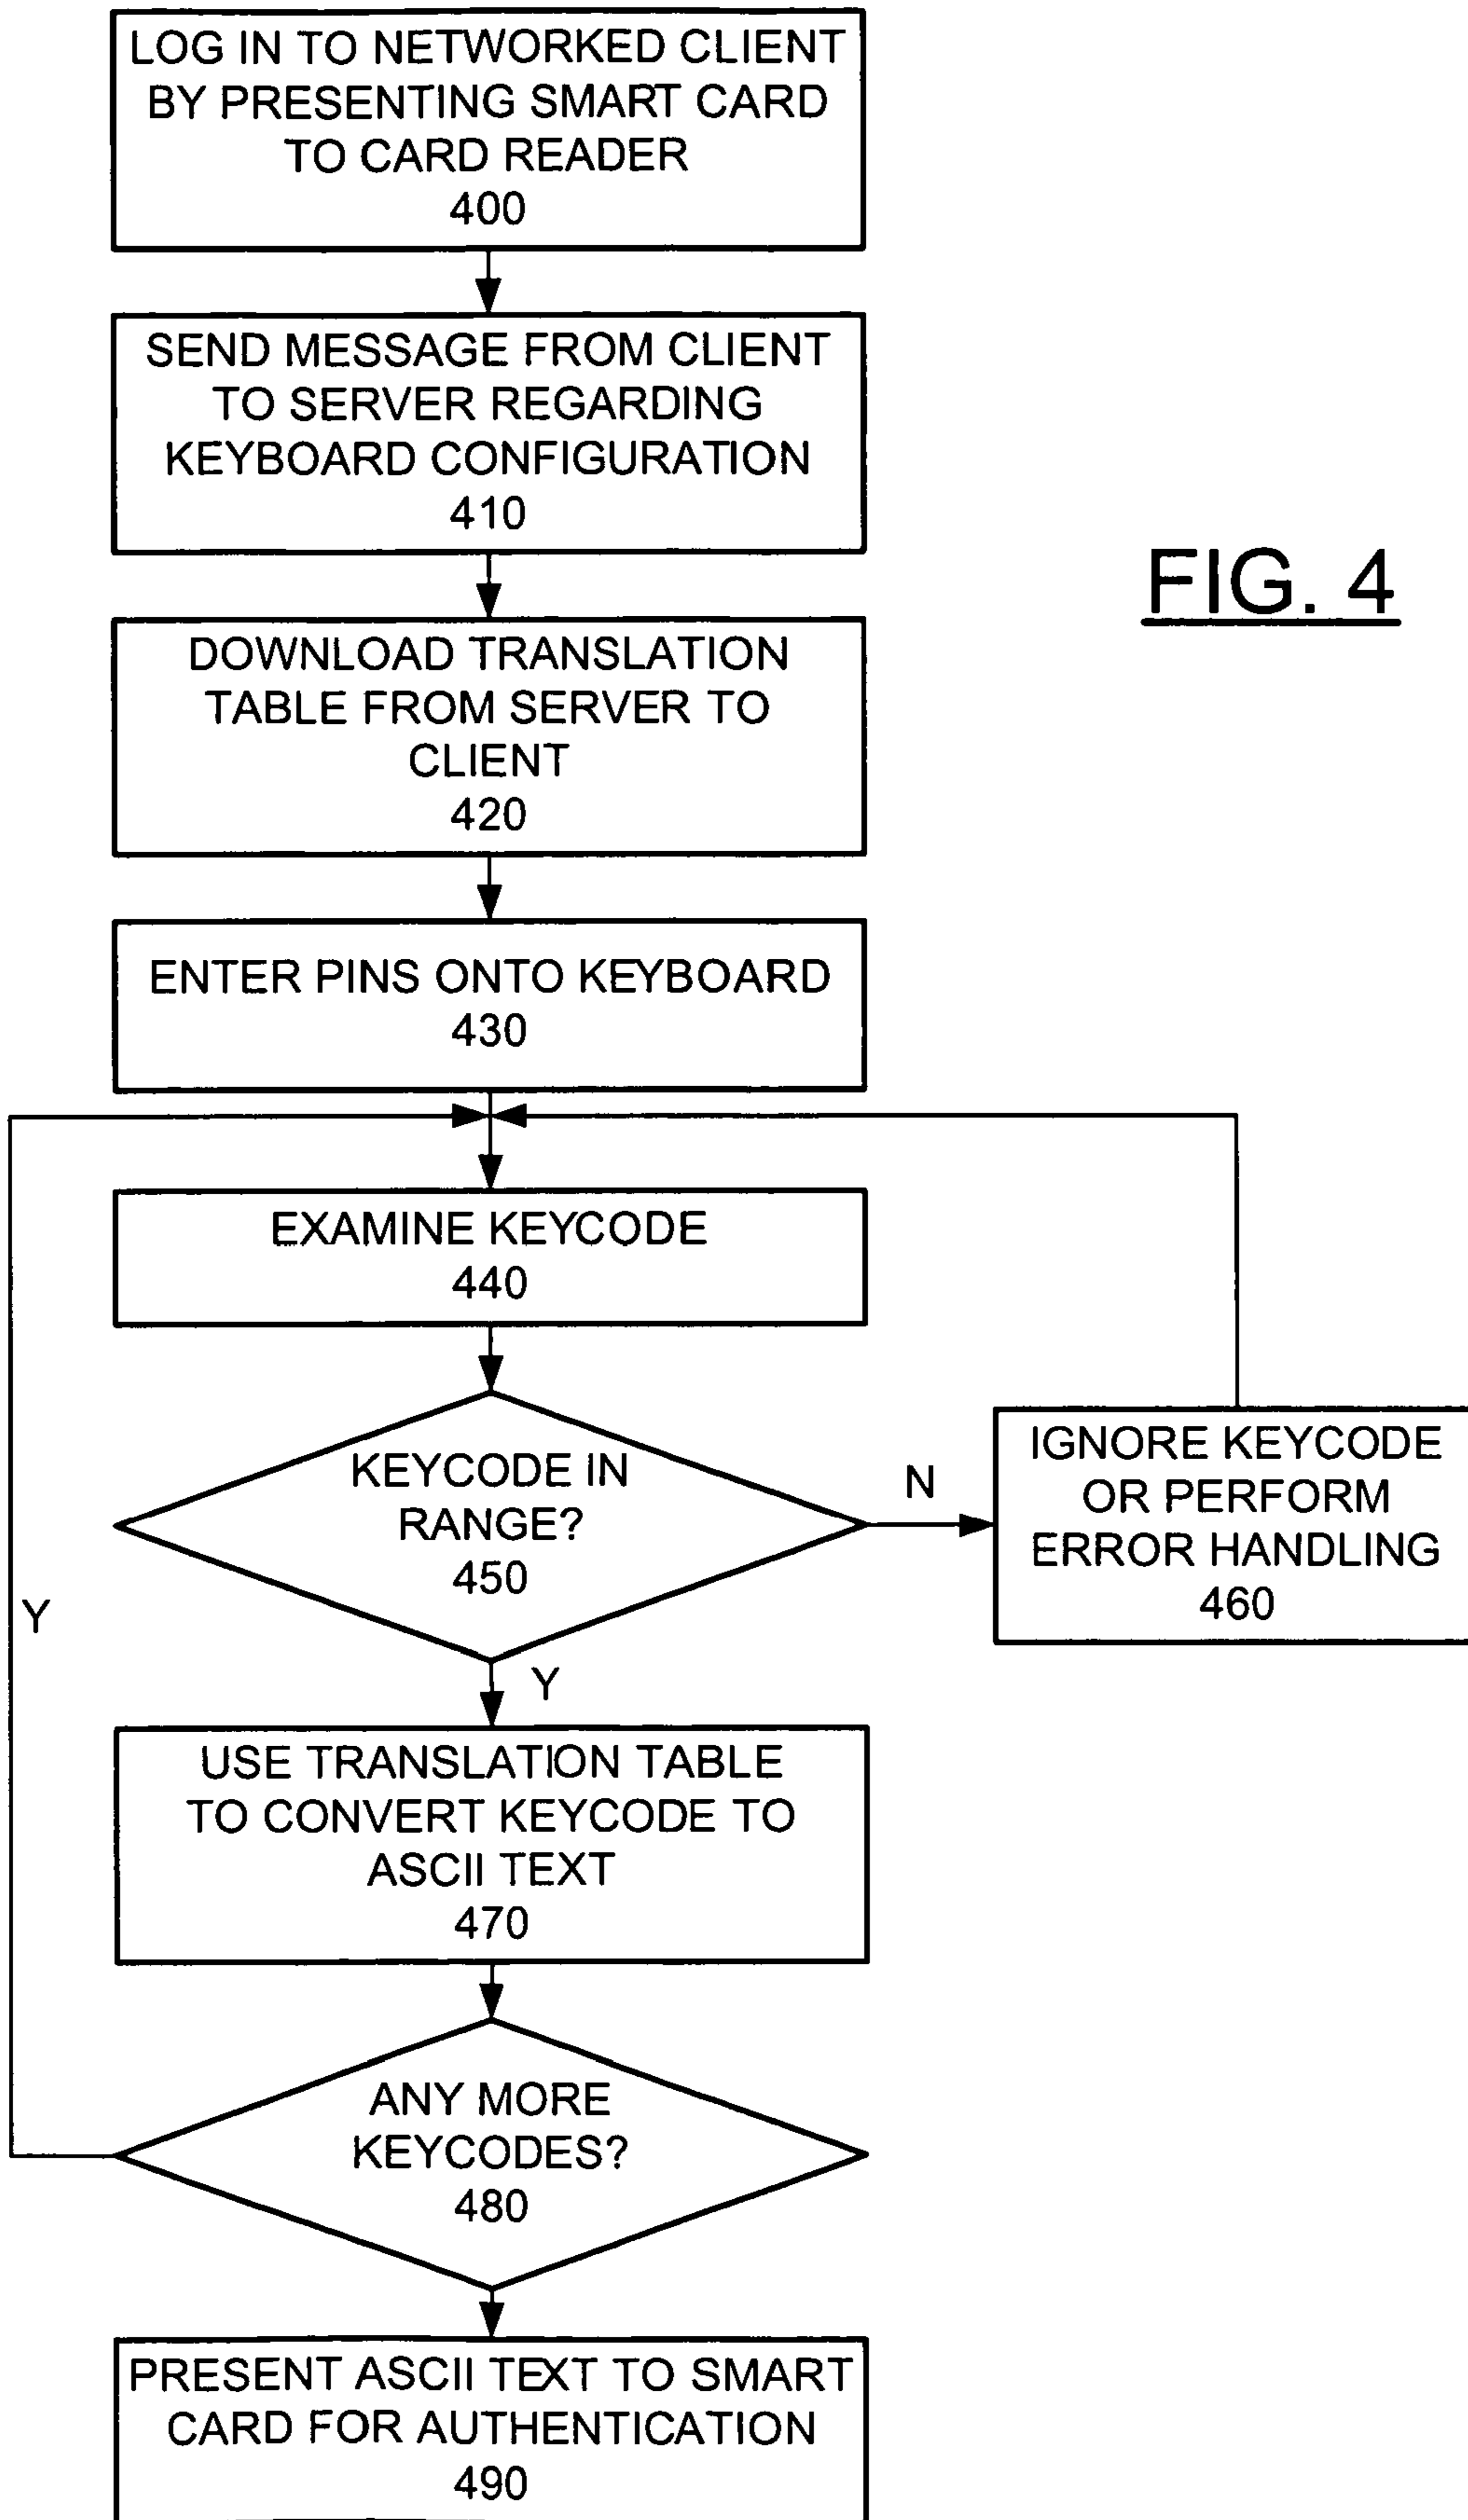 LOG IN TO NETWORKED CLIENT
BY PRESENTING SMART CARD
TO CARD READER
400
SEND MESSAGE FROM CLIENT
TO SERVER REGARDING
KEYBOARD CONFIGURATION
410
FIG. 4
DOWNLOAD TRANSLATION
TABLE FROM SERVER TO
CLIENT
420
ENTER PINS ONTO KEYBOARD
430
EXAMINE KEYCODE
440
KEYCODE IN
RANGE?
450
N
IGNORE KEYCODE
OR PERFORM
ERROR HANDLING
460
Y
Y
USE TRANSLATION TABLE
TO CONVERT KEYCODE TO
ASCII TEXT
470
ANY MORE
KEYCODES?
480
PRESENT ASCII TEXT TO SMART
CARD FOR AUTHENTICATION
490